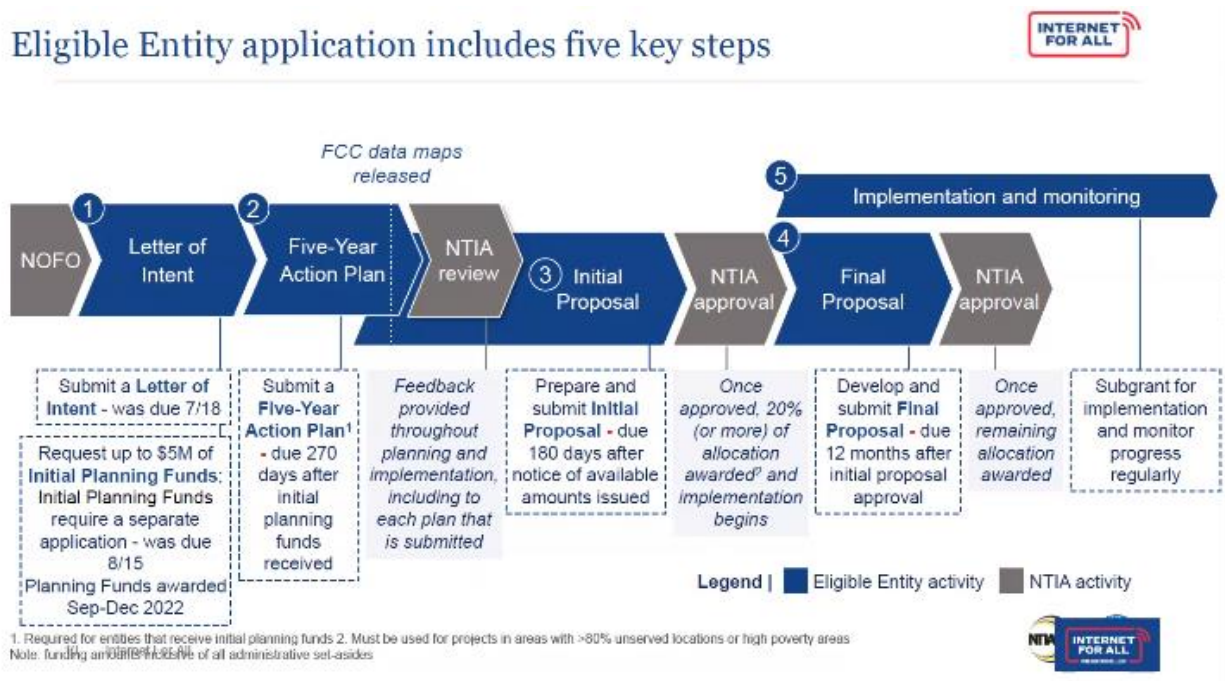 Eligible Entity application includes five key steps
INTERNET
FOR ALL
FCC data maps
released
5
Implementation and monitoring
1
2
NOFO
Letter of
Intent
Five-Year
Action Plan
NTIA
review
3
Initial
Proposal
NTIA
approval
4
Final
Proposal
NTIA
approval
Submit a Letter of
Intent - was due 7/18
Request up to $5M of
Initial Planning Funds;
Initial Planning Funds
require a separate
application - was due
8/15
Planning Funds awarded
Sep-Dec 2022
Submit a
Five-Year
Action Plan¹
- due 270
days after
initial
planning
funds
received
Feedback
provided
throughout
planning and
implementation,
including to
each plan that
is submitted
Prepare and
submit Initial
Proposal - due
180 days after
notice of available
amounts issued
Once
approved, 20%
(or more) of
allocation
awarded² and
implementation
begins
Develop and
submit Final
Proposal - due
12 months after
initial proposal
approval
Once
approved,
remaining
allocation
awarded
Subgrant for
implementation
and monitor
progress
regularly
Legend | Eligible Entity activity NTIA activity
1. Required for entities that receive initial planning funds 2. Must be used for projects in areas with >80% unserved locations or high poverty areas
Note: funding amounts inclusive of all administrative set-asides
NTIA
INTERNET
FOR ALL